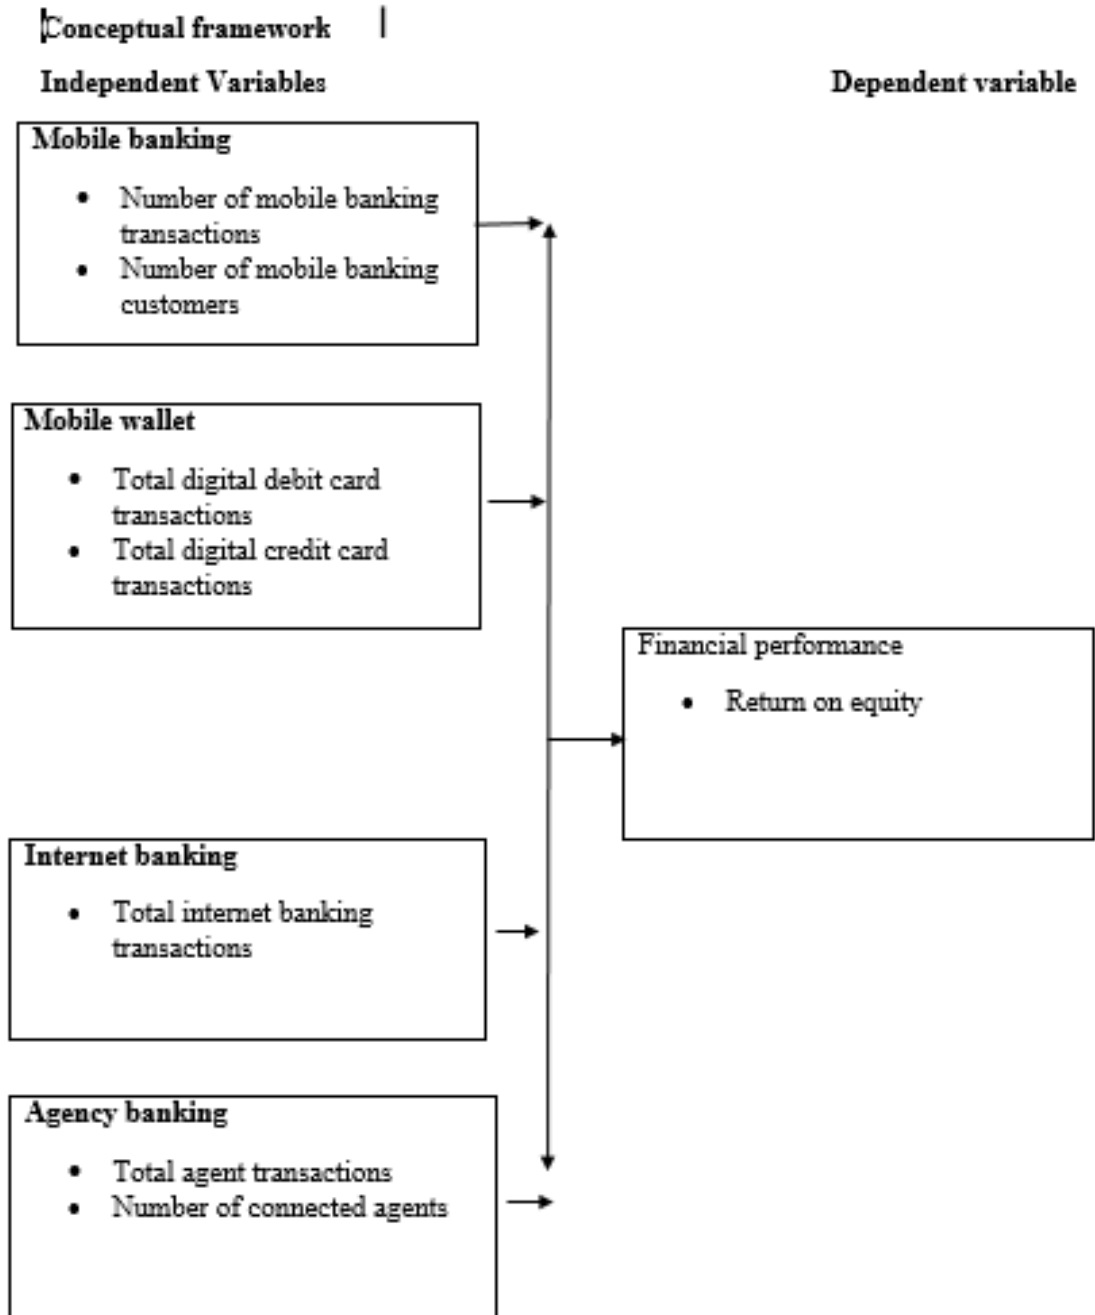 Conceptual framework
Independent Variables
Dependent variable
Mobile banking
• Number of mobile banking
transactions
• Number of mobile banking
customers
Mobile wallet
• Total digital debit card
transactions
• Total digital credit card
transactions
Financial performance
• Return on equity
Internet banking
• Total internet banking
transactions
Agency banking
• Total agent transactions
• Number of connected agents